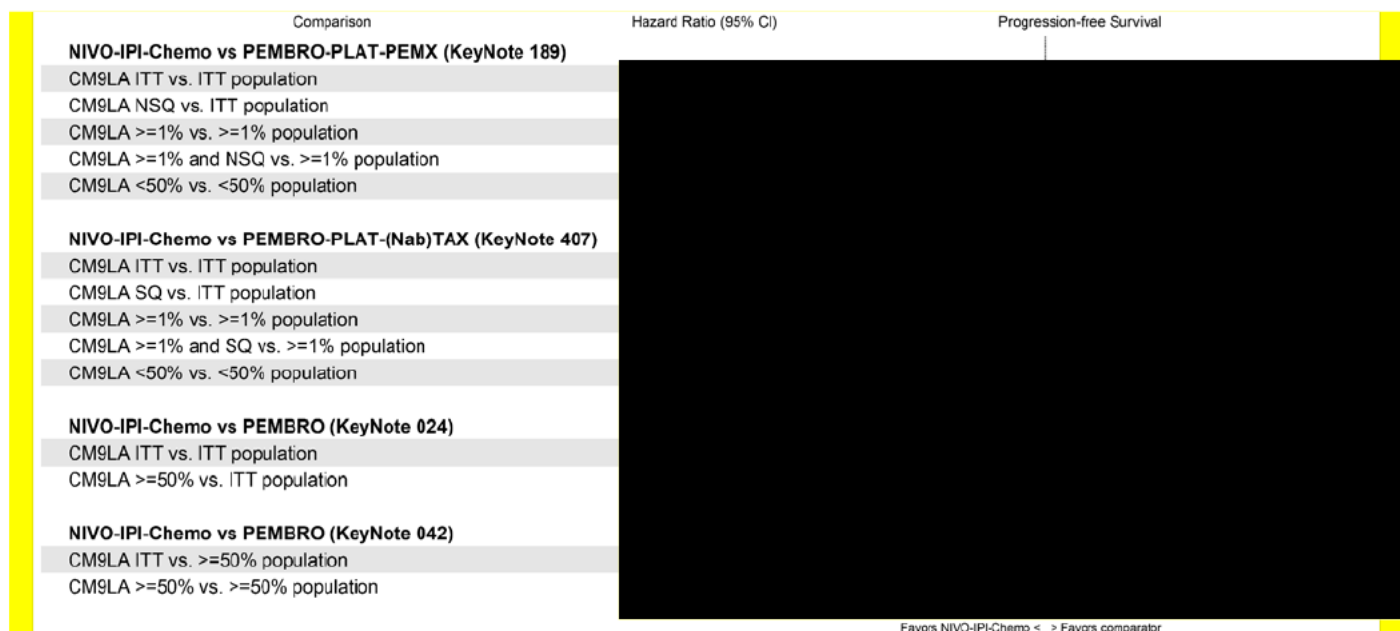 Comparison Hazard Ratio (95% CI) Progression-free Survival
NIVO-IPI-Chemo vs PEMBRO-PLAT-PEMX (KeyNote 189)
CM9LA ITT vs. ITT population
CM9LA NSQ vs. ITT population
CM9LA >=1% vs. >=1% population
CM9LA >=1% and NSQ vs. >=1% population
CM9LA <50% vs. <50% population
NIVO-IPI-Chemo vs PEMBRO-PLAT-(Nab)TAX (KeyNote 407)
CM9LA ITT vs. ITT population
CM9LA SQ vs. ITT population
CM9LA >=1% vs. >=1% population
CM9LA >=1% and SQ vs. >=1% population
CM9LA <50% vs. <50% population
NIVO-IPI-Chemo vs PEMBRO (KeyNote 024)
CM9LA ITT vs. ITT population
CM9LA >=50% vs. ITT population
NIVO-IPI-Chemo vs PEMBRO (KeyNote 042)
CM9LA ITT vs. >=50% population
CM9LA >=50% vs. >=50% population
Favors NIVO-IPI-Chemo < > Favors comparator